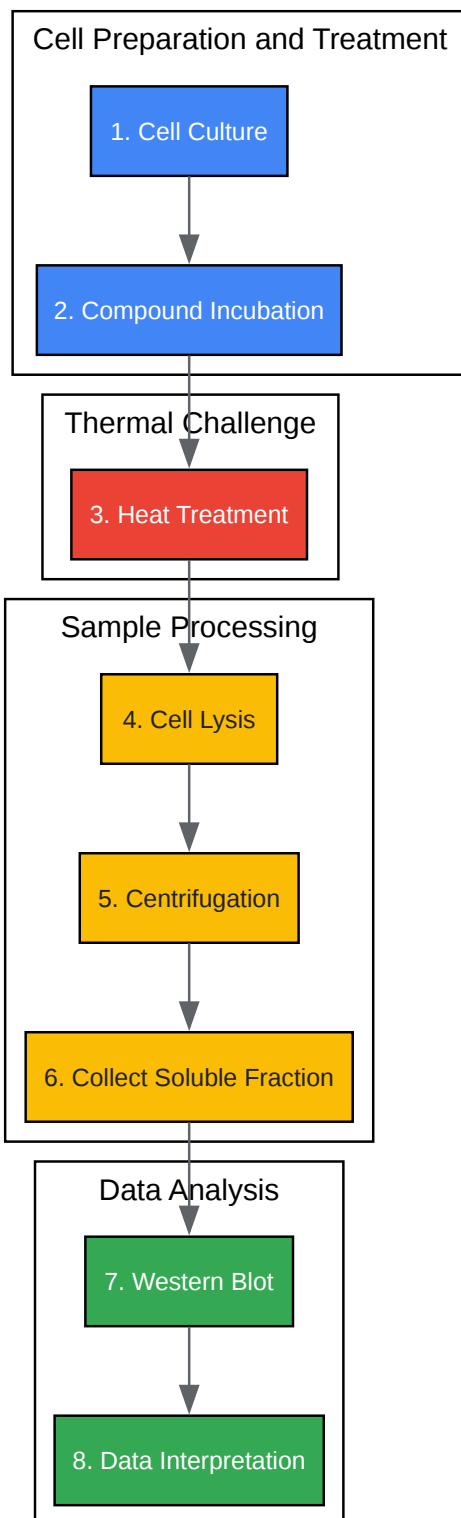 Cell Preparation and Treatment
1. Cell Culture
2. Compound Incubation
Thermal Challenge
3. Heat Treatment
Sample Processing
4. Cell Lysis
5. Centrifugation
6. Collect Soluble Fraction
Data Analysis
7. Western Blot
8. Data Interpretation